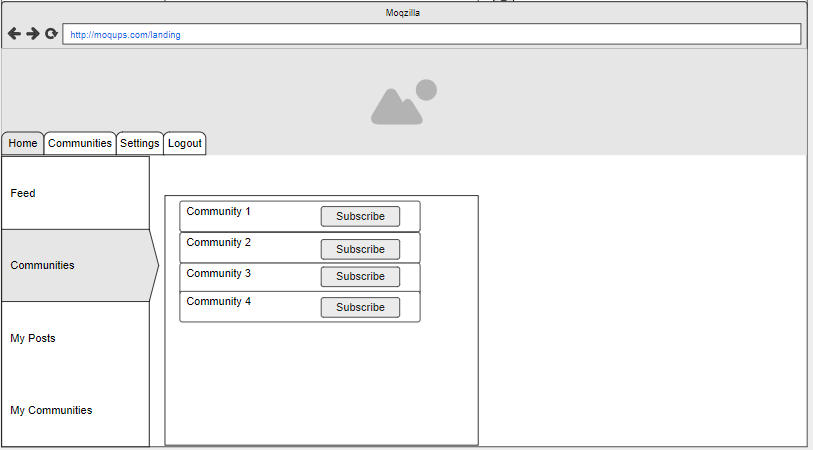 Moqzilla
http://moqups.com/landing
Home Communities Settings Logout
Feed
Communities
My Posts
My Communities
Community 1 Subscribe
Community 2 Subscribe
Community 3 Subscribe
Community 4 Subscribe